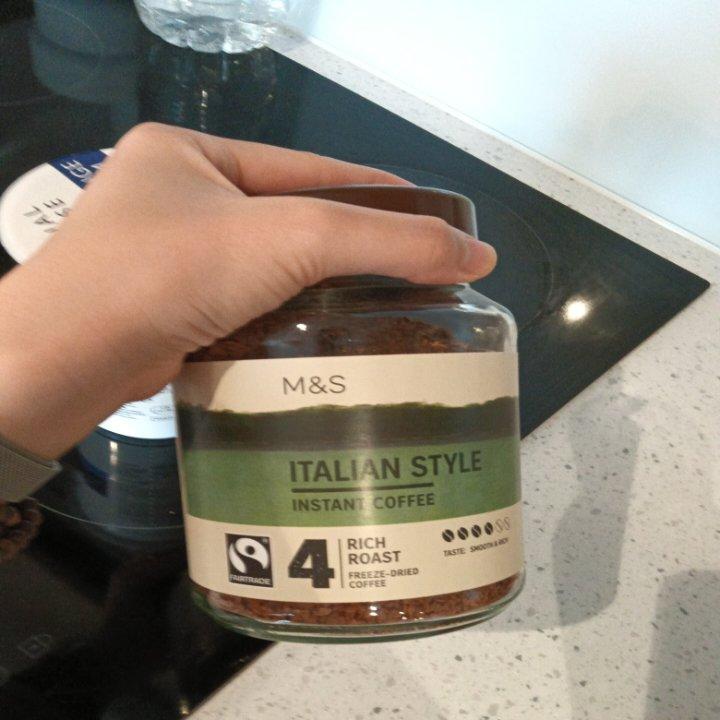 M&S
ITALIAN STYLE
INSTANT COFFEE
FAIRTRADE
4
RICH
ROAST
FREEZE-DRIED
COFFEE
TASTE: SMOOTH & RICH